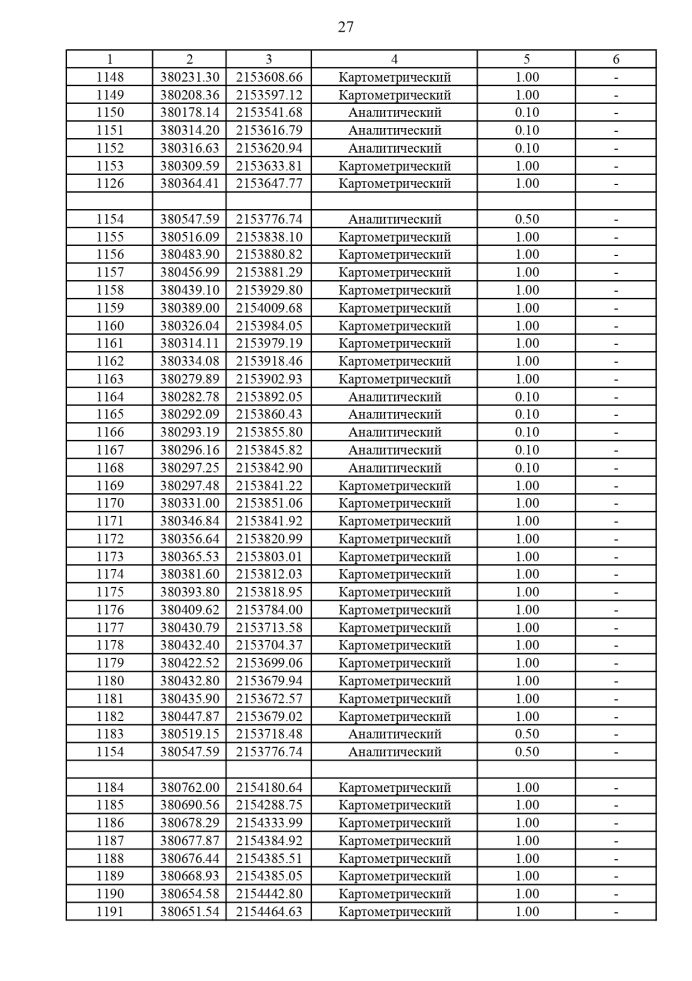 27
1 2 3 4 5 6
1148 380231.30 2153608.66 Картометрический 1.00 -
1149 380208.36 2153597.12 Картометрический 1.00 -
1150 380178.14 2153541.68 Аналитический 0.10 -
1151 380314.20 2153616.79 Аналитический 0.10 -
1152 380316.63 2153620.94 Аналитический 0.10 -
1153 380309.59 2153633.81 Картометрический 1.00 -
1126 380364.41 2153647.77 Картометрический 1.00 -
1154 380547.59 2153776.74 Аналитический 0.50 -
1155 380516.09 2153838.10 Картометрический 1.00 -
1156 380483.90 2153880.82 Картометрический 1.00 -
1157 380456.99 2153881.29 Картометрический 1.00 -
1158 380439.10 2153929.80 Картометрический 1.00 -
1159 380389.00 2154009.68 Картометрический 1.00 -
1160 380326.04 2153984.05 Картометрический 1.00 -
1161 380314.11 2153979.19 Картометрический 1.00 -
1162 380334.08 2153918.46 Картометрический 1.00 -
1163 380279.89 2153902.93 Картометрический 1.00 -
1164 380282.78 2153892.05 Аналитический 0.10 -
1165 380292.09 2153860.43 Аналитический 0.10 -
1166 380293.19 2153855.80 Аналитический 0.10 -
1167 380296.16 2153845.82 Аналитический 0.10 -
1168 380297.25 2153842.90 Аналитический 0.10 -
1169 380297.48 2153841.22 Картометрический 1.00 -
1170 380331.00 2153851.06 Картометрический 1.00 -
1171 380346.84 2153841.92 Картометрический 1.00 -
1172 380356.64 2153820.99 Картометрический 1.00 -
1173 380365.53 2153803.01 Картометрический 1.00 -
1174 380381.60 2153812.03 Картометрический 1.00 -
1175 380393.80 2153818.95 Картометрический 1.00 -
1176 380409.62 2153784.00 Картометрический 1.00 -
1177 380430.79 2153713.58 Картометрический 1.00 -
1178 380432.40 2153704.37 Картометрический 1.00 -
1179 380422.52 2153699.06 Картометрический 1.00 -
1180 380432.80 2153679.94 Картометрический 1.00 -
1181 380435.90 2153672.57 Картометрический 1.00 -
1182 380447.87 2153679.02 Картометрический 1.00 -
1183 380519.15 2153718.48 Аналитический 0.50 -
1154 380547.59 2153776.74 Аналитический 0.50 -
1184 380762.00 2154180.64 Картометрический 1.00 -
1185 380690.56 2154288.75 Картометрический 1.00 -
1186 380678.29 2154333.99 Картометрический 1.00 -
1187 380677.87 2154384.92 Картометрический 1.00 -
1188 380676.44 2154385.51 Картометрический 1.00 -
1189 380668.93 2154385.05 Картометрический 1.00 -
1190 380654.58 2154442.80 Картометрический 1.00 -
1191 380651.54 2154464.63 Картометрический 1.00 -